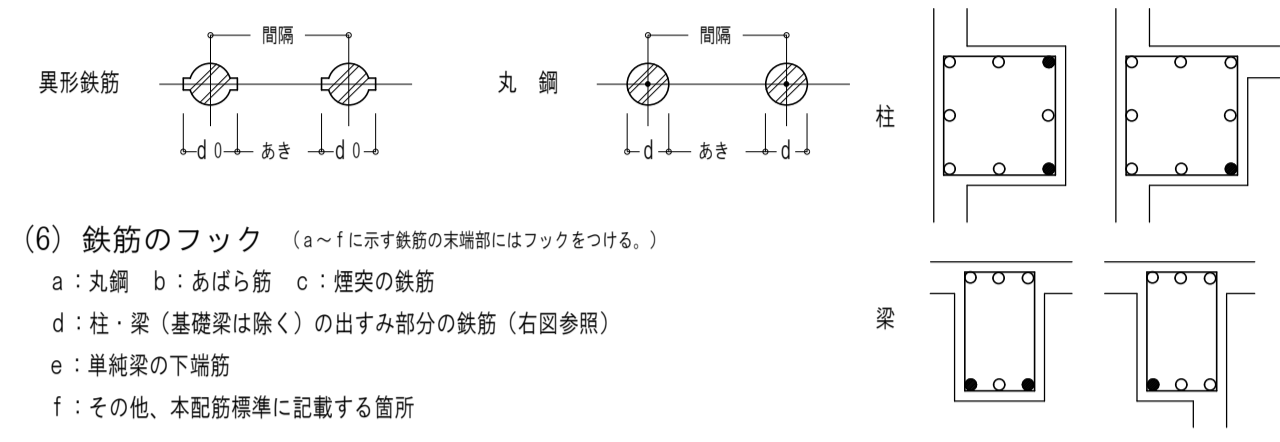 間隔
異形鉄筋
d0 あき d0
間隔
丸 鋼
d あき d
柱
(6) 鉄筋のフック (a～fに示す鉄筋の末端部にはフックをつける。)
a：丸鋼 b：あばら筋 c：煙突の鉄筋
d：柱・梁（基礎梁は除く）の出すみ部分の鉄筋（右図参照）
e：単純梁の下端筋
f：その他、本配筋標準に記載する箇所
梁